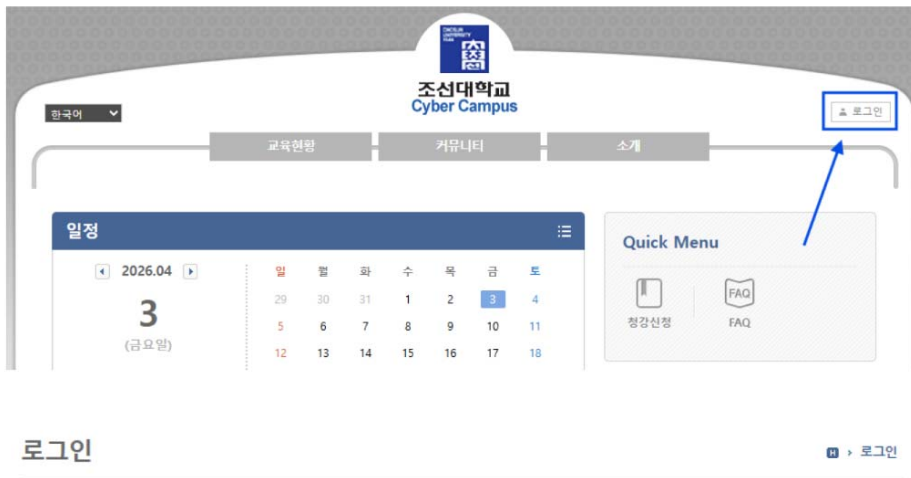 CHOSUN
UNIVERSITY
조선대학교
Cyber Campus
한국어
로그인
교육현황
커뮤니티
소개
일정
Quick Menu
2026.04
일 월 화 수 목 금 토
29 30 31 1 2 3 4
3
5 6 7 8 9 10 11
(금요일)
12 13 14 15 16 17 18
청강신청
FAQ
FAQ
로그인
H > 로그인